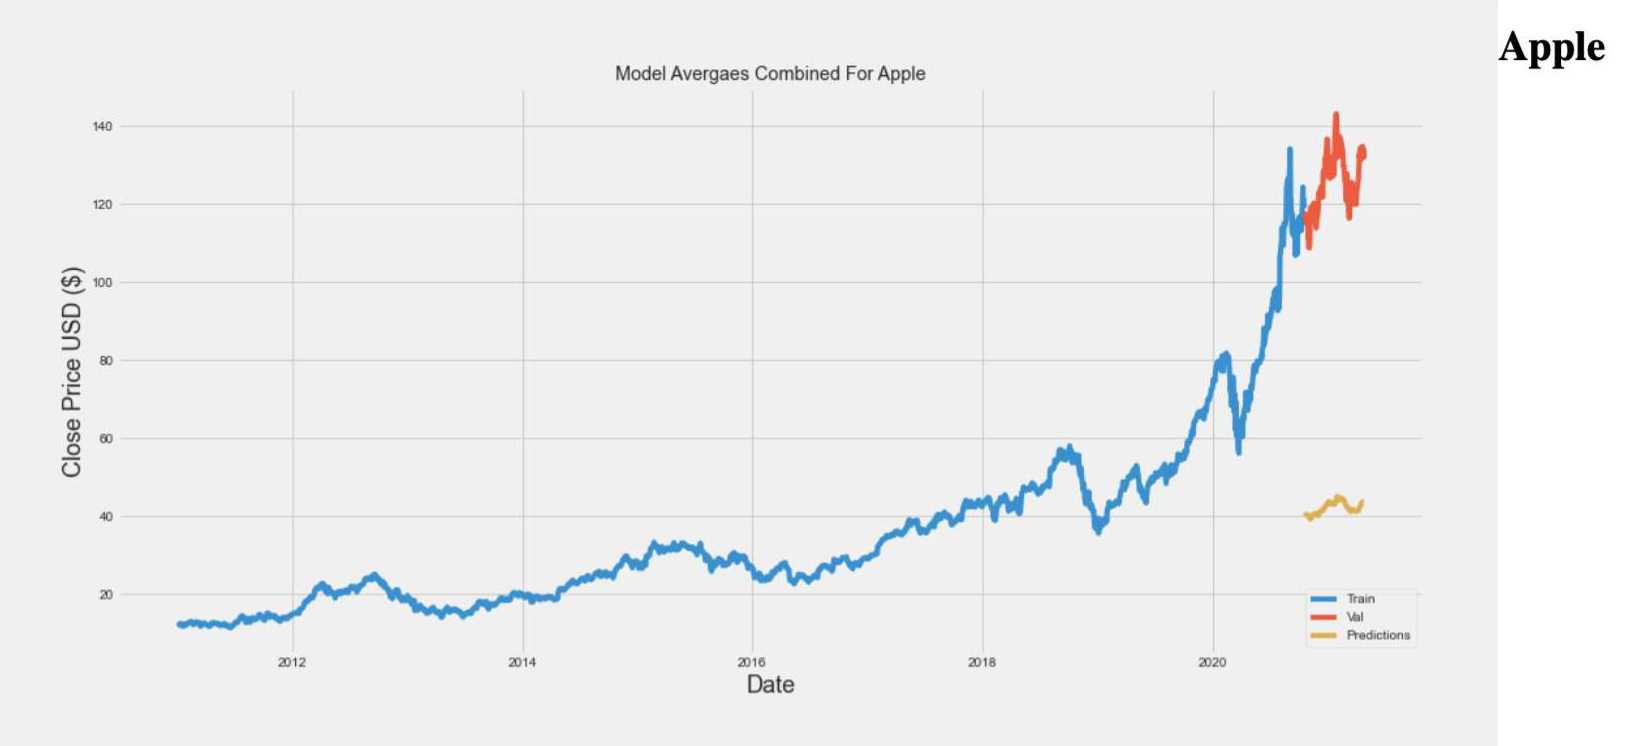 Apple
Model Avergaes Combined For Apple
Close Price USD ($)
140
120
100
80
60
40
20
2012 2014 2016 2018 2020
Date
Train
Val
Predictions